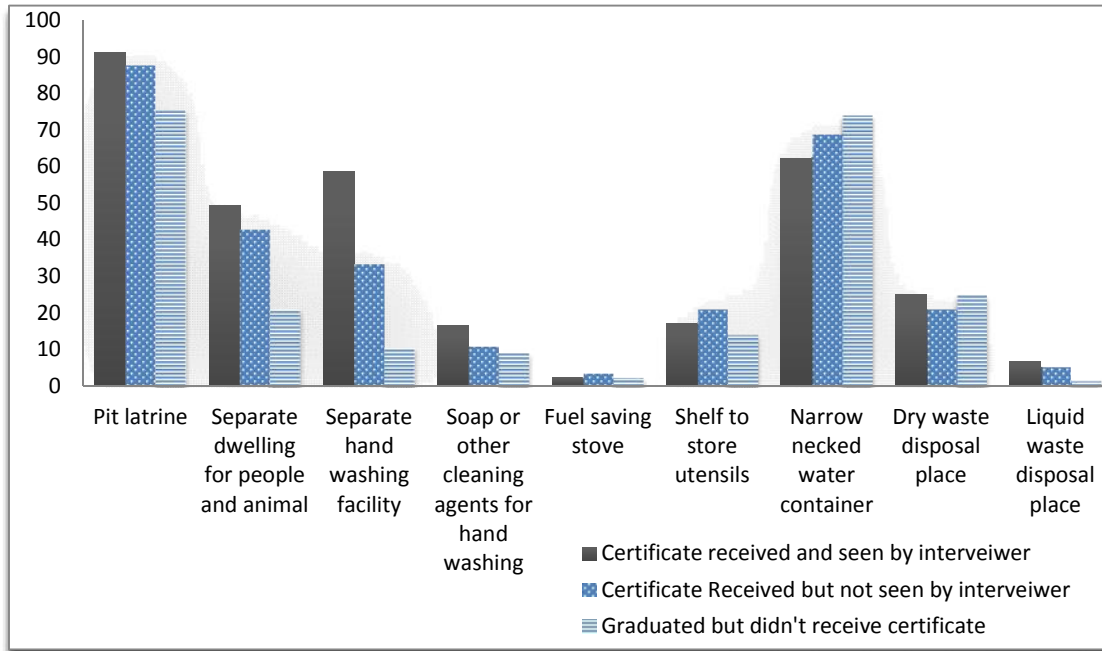 100
90
80
70
60
50
40
30
20
10
0
Pit latrine
Separate
dwelling
for people
and animal
Separate
hand
washing
facility
Soap or
other
cleaning
agents for
hand
washing
Fuel saving
stove
Shelf to
store
utensils
Narrow
necked
water
container
Dry waste
disposal
place
Liquid
waste
disposal
place
Certificate received and seen by interveiwer
Certificate Received but not seen by interveiwer
Graduated but didn't receive certificate